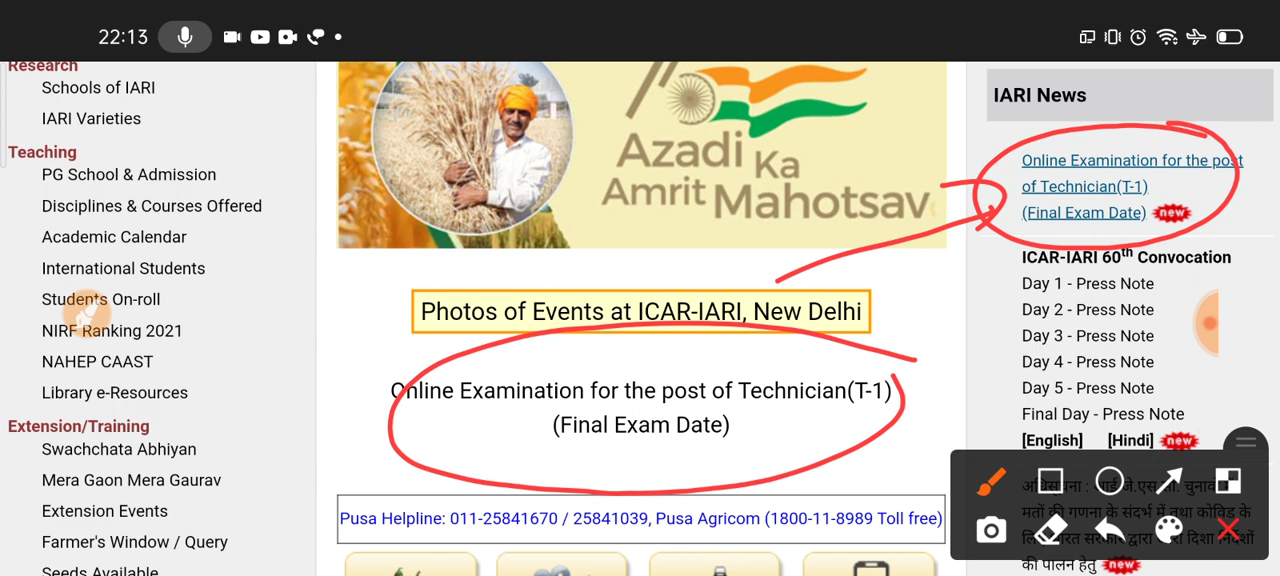 22:13
Research
Schools of IARI
IARI Varieties
Teaching
PG School & Admission
Disciplines & Courses Offered
Academic Calendar
International Students
Students On-roll
NIRF Ranking 2021
NAHEP CAAST
Library e-Resources
Extension/Training
Swachchata Abhiyan
Mera Gaon Mera Gaurav
Extension Events
Farmer's Window / Query
Seeds Available
Azadi Ka
Amrit Mahotsav
Photos of Events at ICAR-IARI, New Delhi
Online Examination for the post of Technician(T-1)
(Final Exam Date)
Pusa Helpline: 011-25841670 / 25841039, Pusa Agricom (1800-11-8989 Toll free)
IARI News
Online Examination for the post
of Technician(T-1)
(Final Exam Date) new
ICAR-IARI 60th Convocation
Day 1 - Press Note
Day 2 - Press Note
Day 3 - Press Note
Day 4 - Press Note
Day 5 - Press Note
Final Day - Press Note
[English] [Hindi] new
की पालन हेतु new